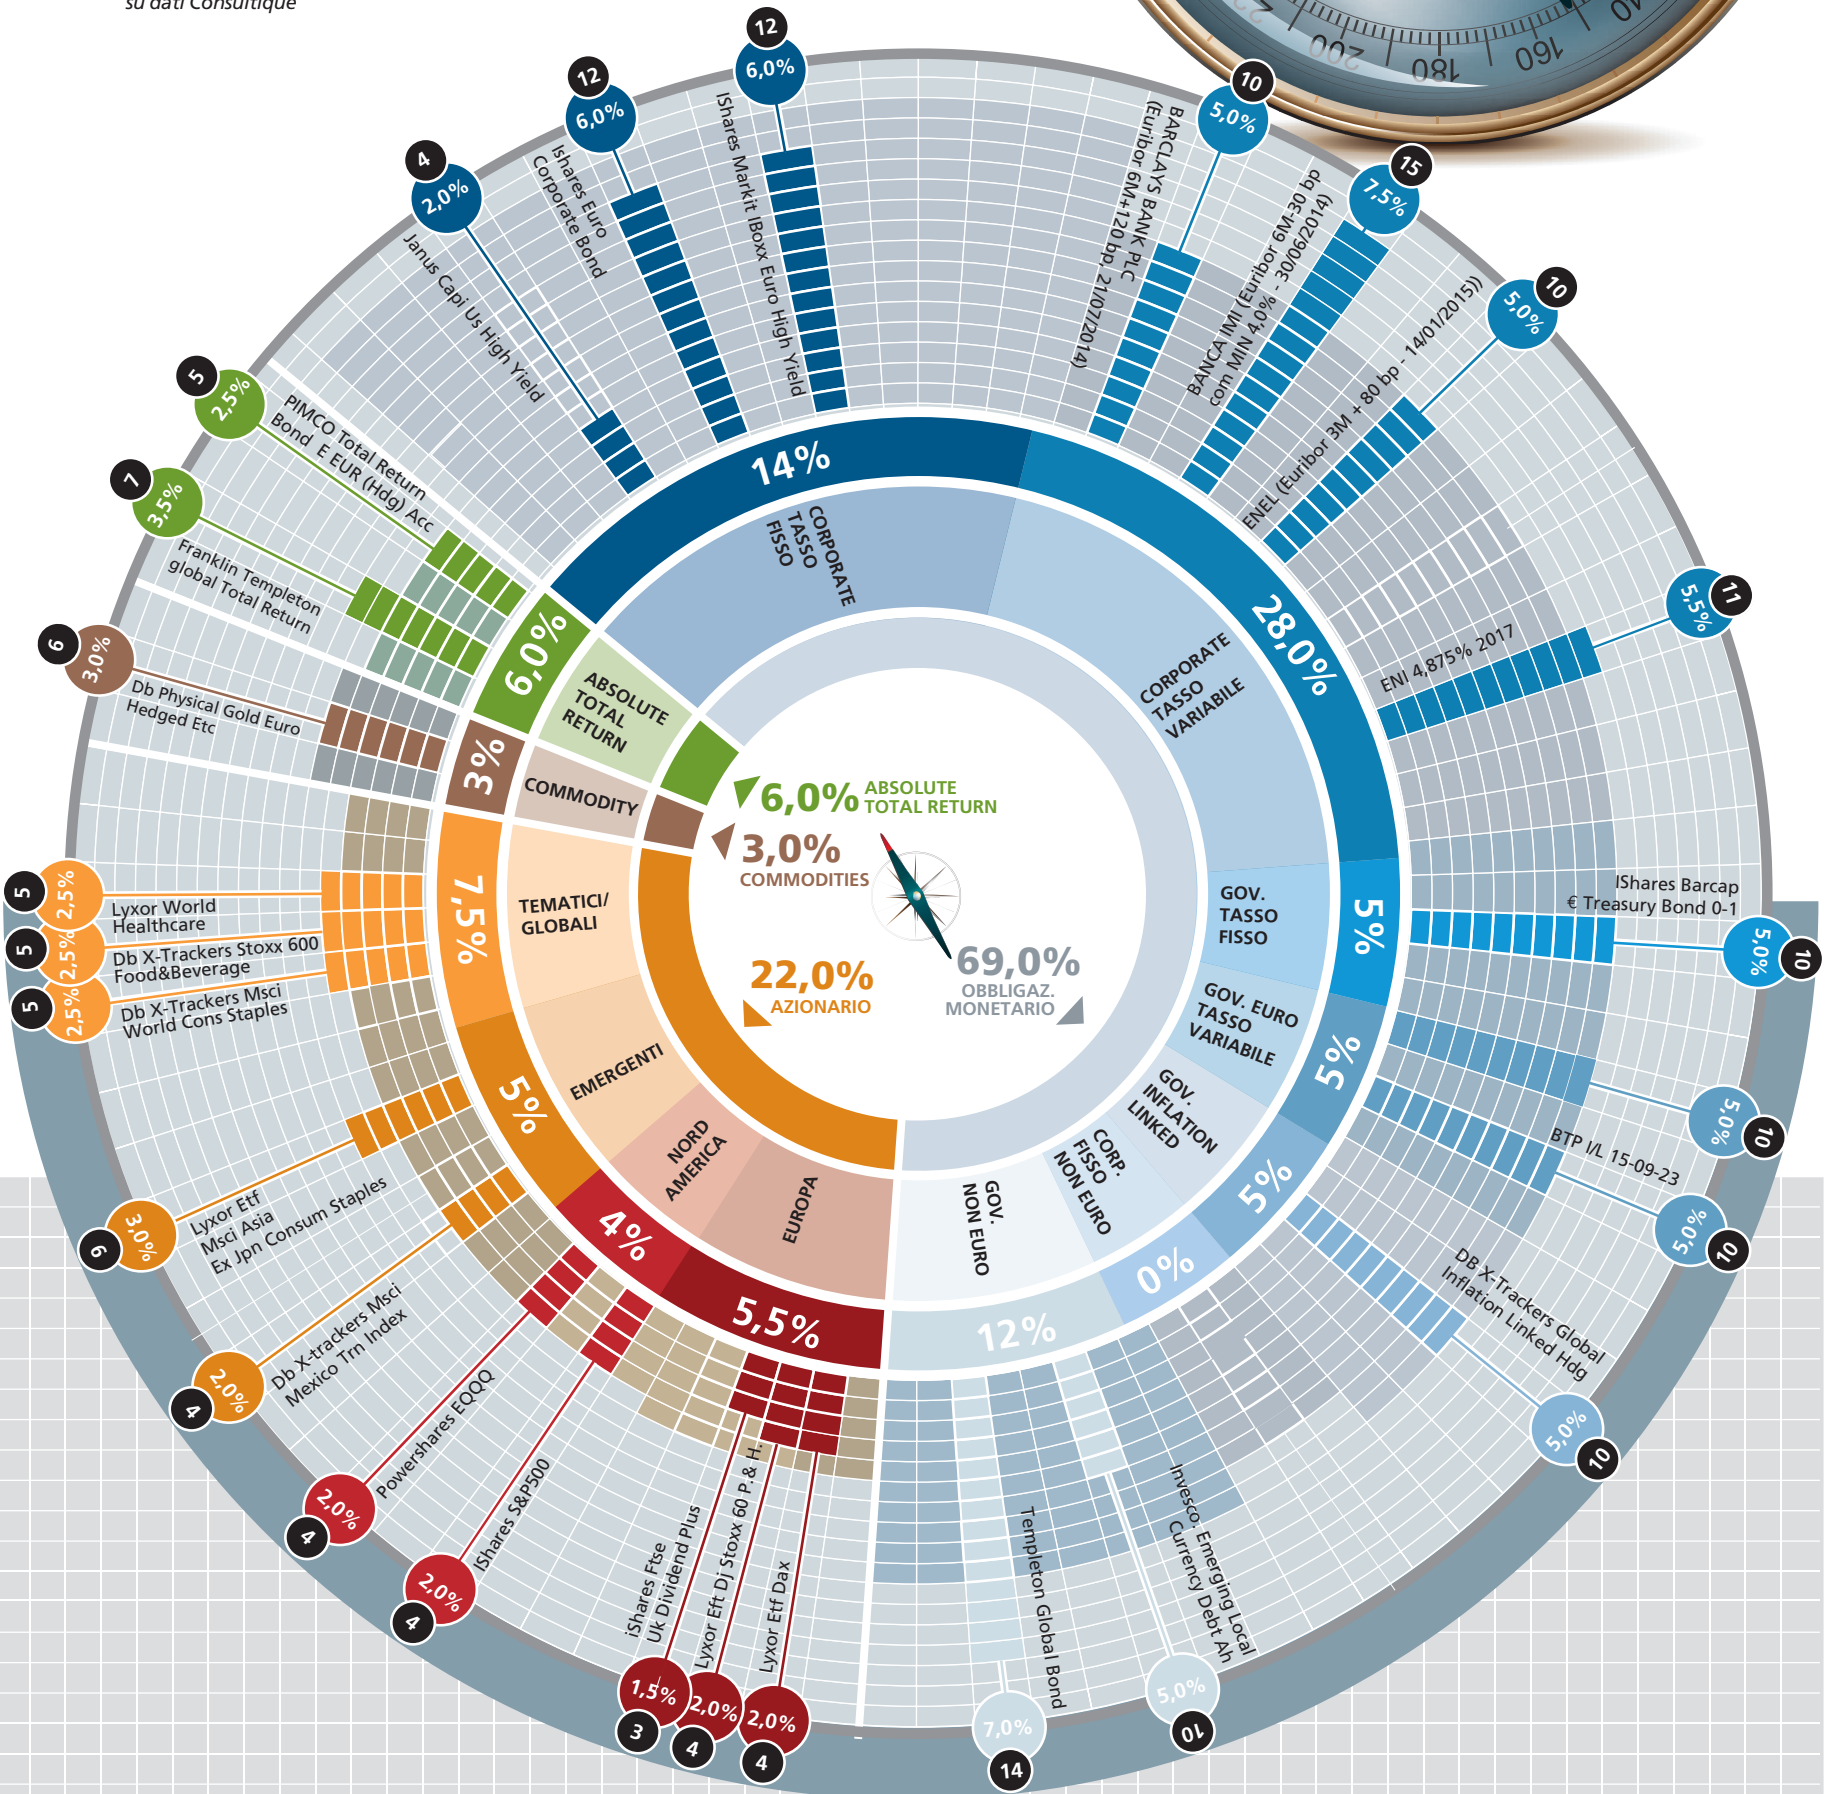 su dati Consultique
200
180
160
12
6,0%
IShares Markit IBoxx Euro High Yield
12
6,0%
Ishares Euro
Corporate Bond
4
2,0%
Janus Capi Us High Yield
10
5,0%
BARCLAYS BANK PLC
(Euribor 6M+120 bp, 21/07/2014)
15
7,5%
BANCA IMI (Euribor 6M-30 bp
com MIN 4,0% - 30/06/2014)
10
5,0%
ENEL (Euribor 3M + 80 bp - 14/01/2015))
11
5,5%
ENI 4,875% 2017
IShares Barcap
€ Treasury Bond 0-1
5,0%
10
5,0%
10
BTP I/L 15-09-23
5,0%
10
DB X-Trackers Global
Inflation Linked Hdg
5,0%
10
Invesco. Emerging Local
Currency Debt Ah
5,0%
10
Templeton Global Bond
7,0%
14
Lyxor Etf Dax
2,0%
4
Lyxor Eft Dj Stoxx 60 P. & H.
2,0%
4
iShares Ftse
Uk Dividend Plus
1,5%
3
IShares S&P500
2,0%
4
Powershares EQQQ
2,0%
4
Db X-trackers Msci
Mexico Trn Index
2,0%
4
Lyxor Etf
Msci Asia
Ex Jpn Consum Staples
3,0%
6
Db X-Trackers Msci
World Cons Staples
2,5%
5
Db X-Trackers Stoxx 600
Food&Beverage
2,5%
5
Lyxor World
Healthcare
2,5%
5
Db Physical Gold Euro
Hedged Etc
3,0%
6
Franklin Templeton
global Total Return
3,5%
7
PIMCO Total Return
Bond E EUR (Hdg) Acc
2,5%
5
14%
CORPORATE
TASSO
FISSO
28,0%
CORPORATE
TASSO
VARIABILE
5%
GOV.
TASSO
FISSO
5%
GOV. EURO
TASSO
VARIABILE
5%
GOV.
INFLATION
LINKED
0%
CORP.
FISSO
NON EURO
12%
GOV.
NON EURO
5,5%
EUROPA
4%
NORD
AMERICA
5%
EMERGENTI
7,5%
TEMATICI/
GLOBALI
3%
COMMODITY
6,0%
ABSOLUTE
TOTAL
RETURN
6,0% ABSOLUTE
TOTAL RETURN
3,0%
COMMODITIES
22,0%
AZIONARIO
69,0%
OBBLIGAZ.
MONETARIO